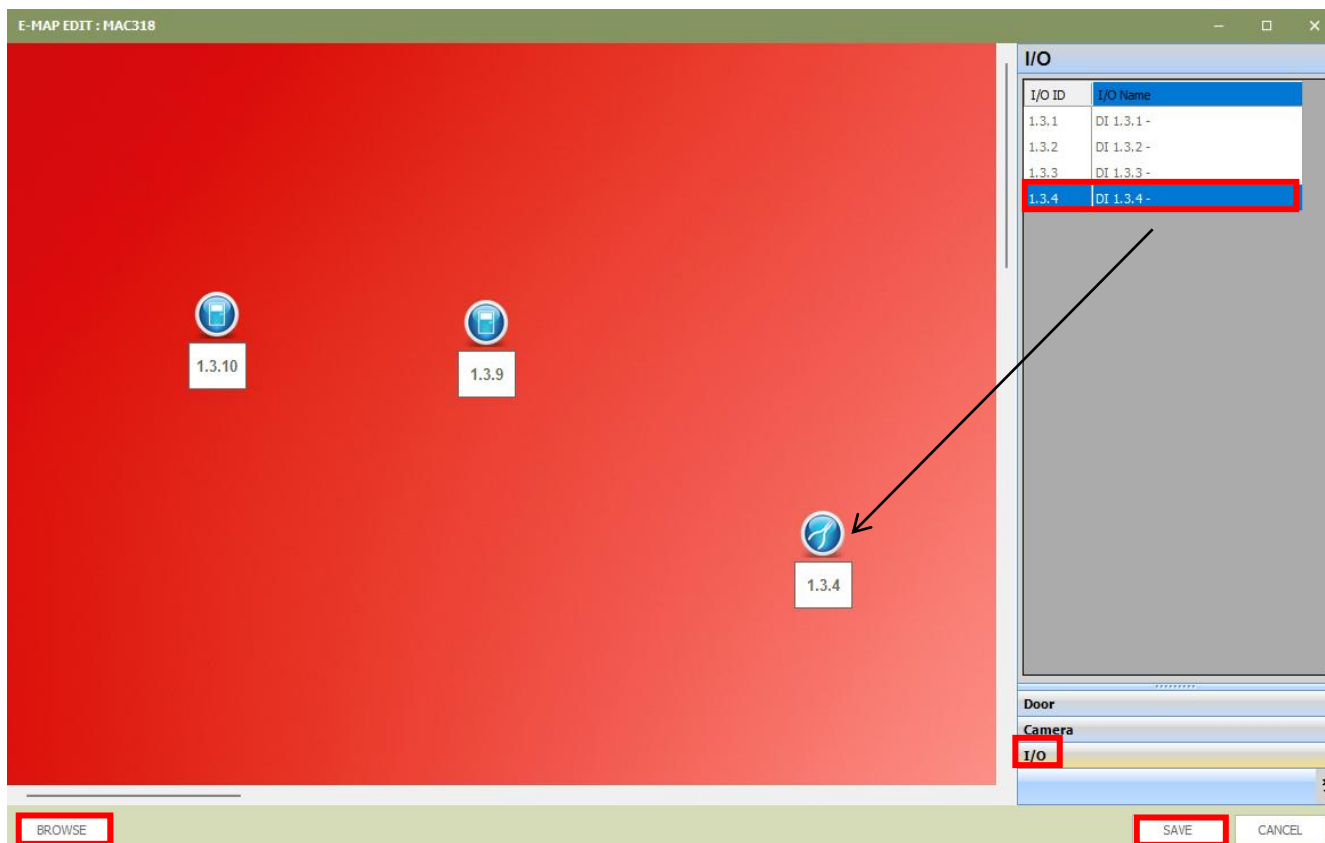 E-MAP EDIT : MAC318
I/O
I/O ID I/O Name
1.3.1 DI 1.3.1 -
1.3.2 DI 1.3.2 -
1.3.3 DI 1.3.3 -
1.3.4 DI 1.3.4 -
1.3.10
1.3.9
1.3.4
Door
Camera
I/O
BROWSE
SAVE
CANCEL